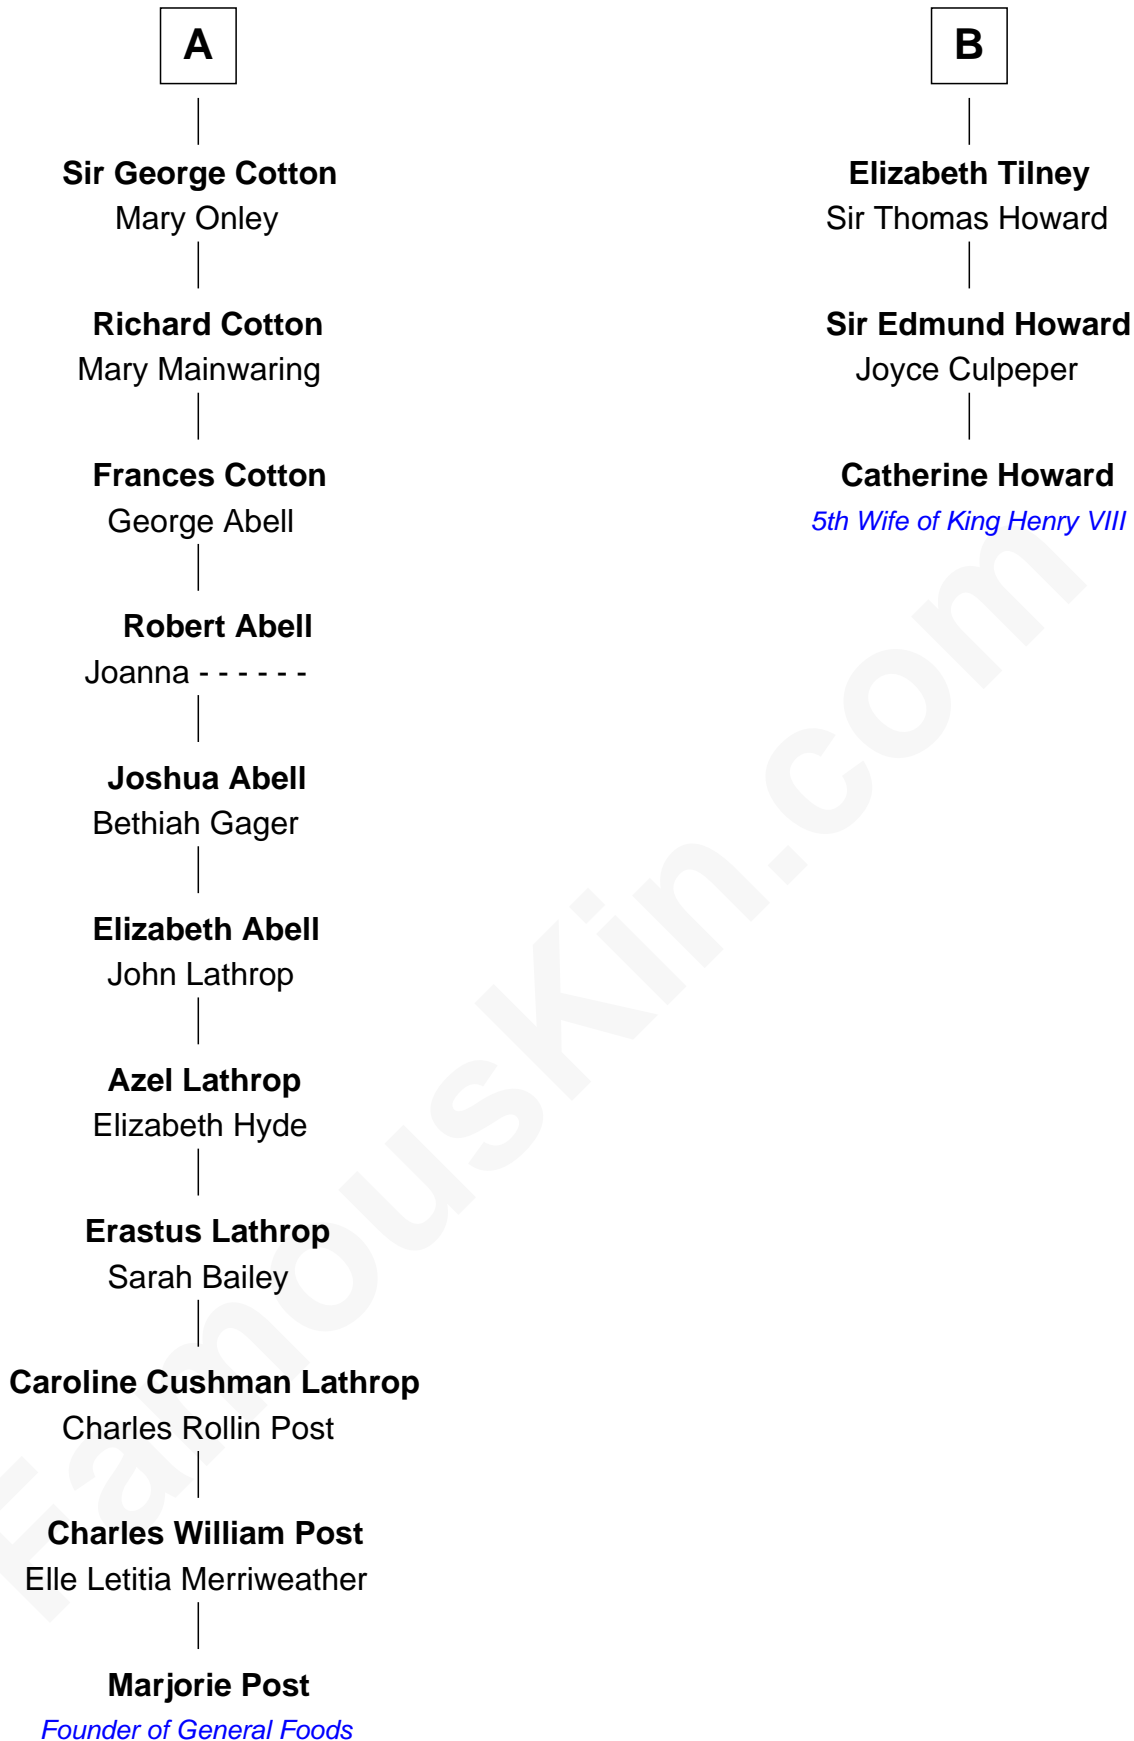 A
Sir George Cotton
Mary Onley
Richard Cotton
Mary Mainwaring
Frances Cotton
George Abell
Robert Abell
Joanna - - - - - -
Joshua Abell
Bethiah Gager
Elizabeth Abell
John Lathrop
Azel Lathrop
Elizabeth Hyde
Erastus Lathrop
Sarah Bailey
Caroline Cushman Lathrop
Charles Rollin Post
Charles William Post
Elle Letitia Merriweather
Marjorie Post
Founder of General Foods
B
Elizabeth Tilney
Sir Thomas Howard
Sir Edmund Howard
Joyce Culpeper
Catherine Howard
5th Wife of King Henry VIII
FamousKin.com